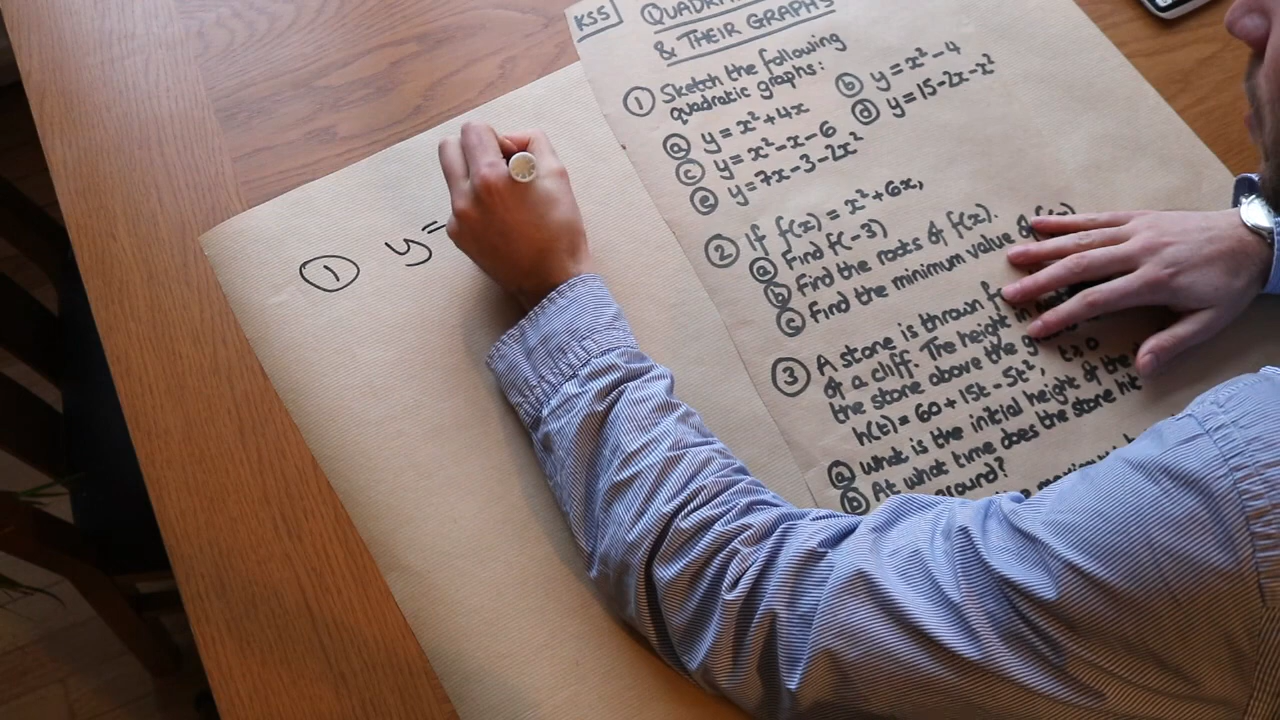 KS5
& THEIR GRAPHS
① Sketch the following
quadratic graphs:
ⓐ y = x² + 4x
ⓑ y = x² - 4
ⓒ y = x² - x - 6
ⓓ y = 15 - 2x - x²
ⓔ y = 7x - 3 - 2x²
② If f(x) = x² + 6x,
ⓐ Find f(-3)
ⓑ Find the roots of f(x).
ⓒ Find the minimum value of f(x)
③ A stone is thrown
of a cliff. The height in
the stone above the
h(t) = 60 + 15t - 5t², t ≥ 0
ⓐ What is the initial height of the
ⓑ At what time does the stone hit
ground?
① y =